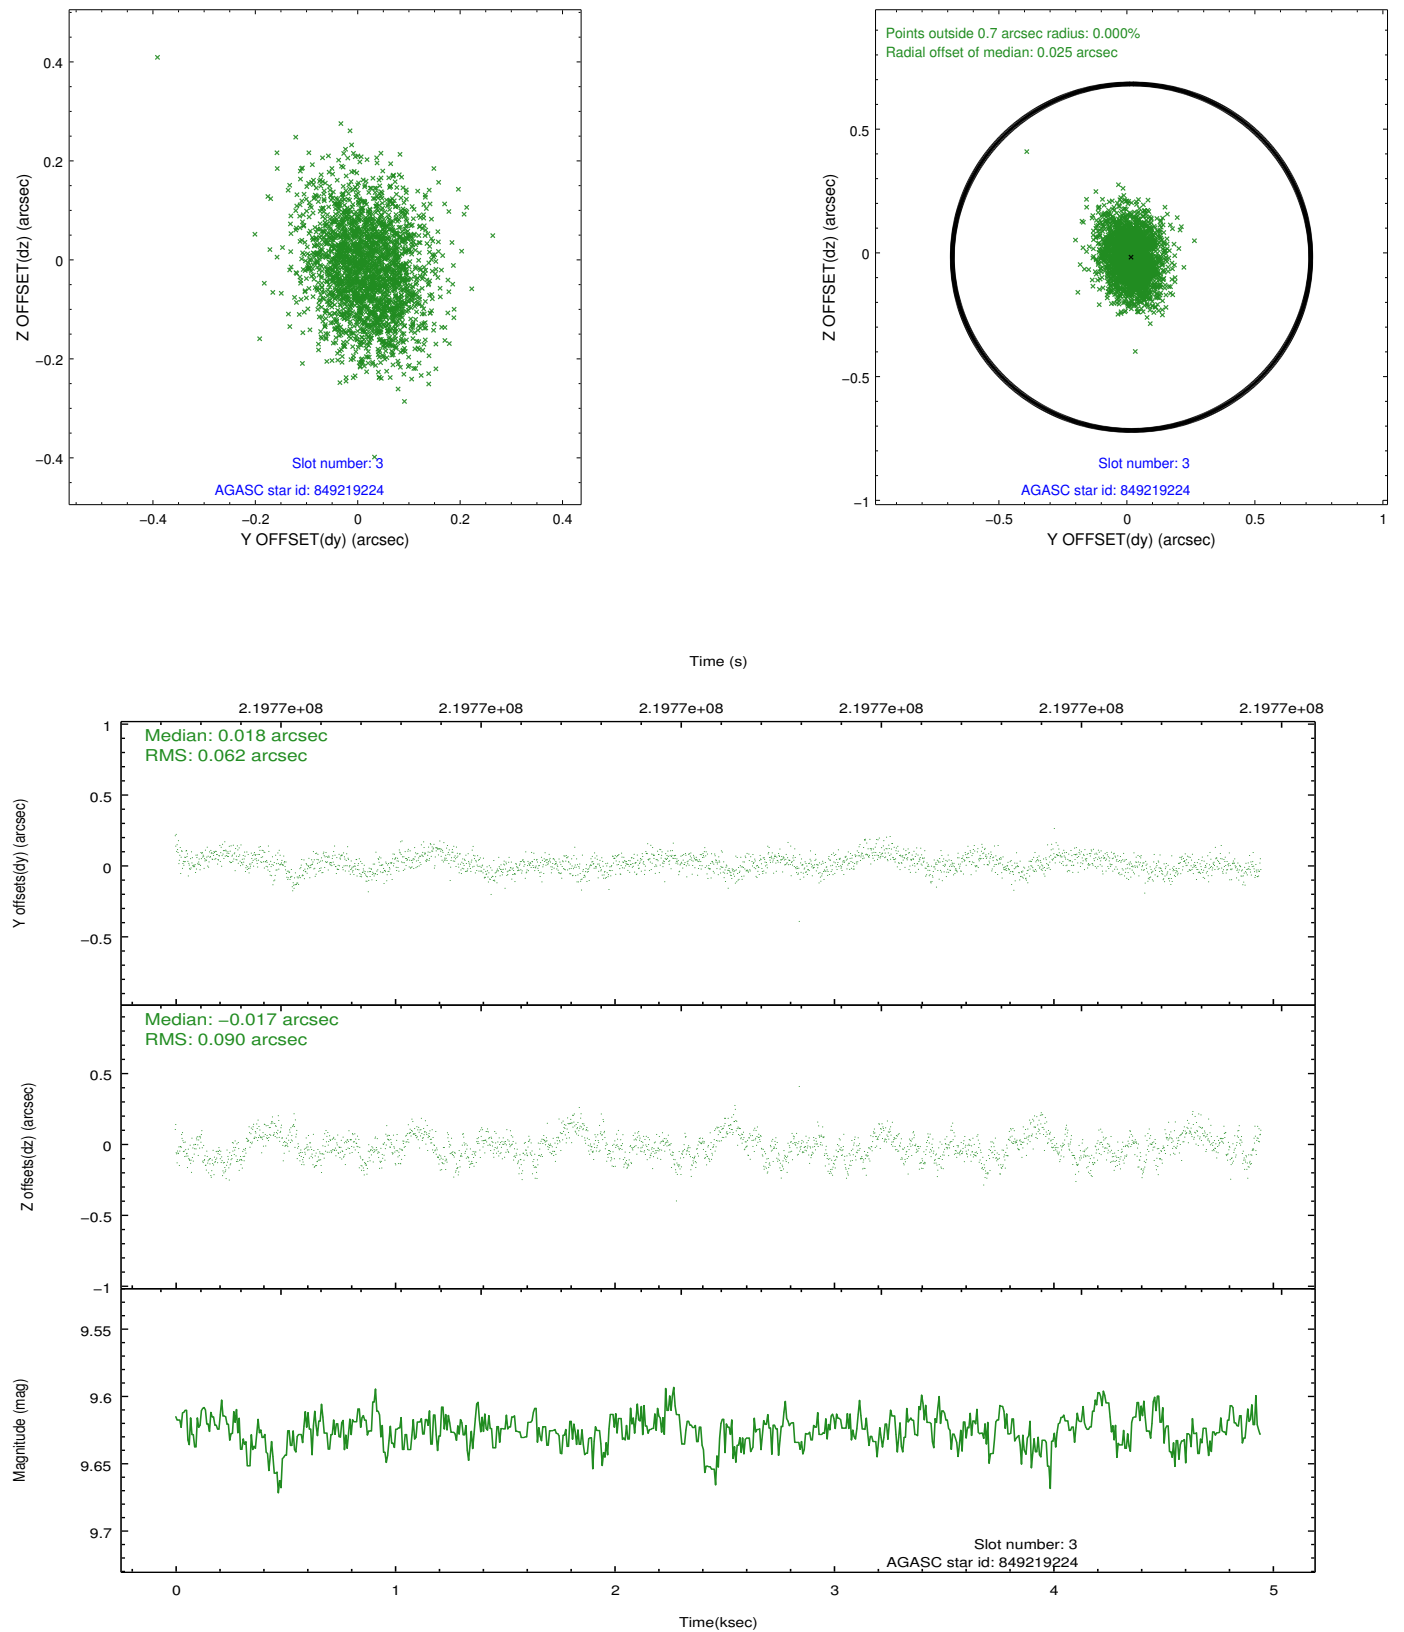 0.4
0.2
0
−0.2
−0.4
Z OFFSET(dz) (arcsec)
Slot number: 3
AGASC star id: 849219224
−0.4
−0.2
0
0.2
0.4
Y OFFSET(dy) (arcsec)
Points outside 0.7 arcsec radius: 0.000%
Radial offset of median: 0.025 arcsec
0.5
0
−0.5
−1
Z OFFSET(dz) (arcsec)
Slot number: 3
AGASC star id: 849219224
−0.5
0
0.5
1
Y OFFSET(dy) (arcsec)
Time (s)
2.1977e+08
2.1977e+08
2.1977e+08
2.1977e+08
2.1977e+08
2.1977e+08
Median: 0.018 arcsec
RMS: 0.062 arcsec
1
0.5
0
−0.5
Y offsets(dy) (arcsec)
Median: −0.017 arcsec
RMS: 0.090 arcsec
0.5
0
−0.5
−1
Z offsets(dz) (arcsec)
9.55
9.6
9.65
9.7
Magnitude (mag)
Slot number: 3
AGASC star id: 849219224
0
1
2
3
4
5
Time(ksec)